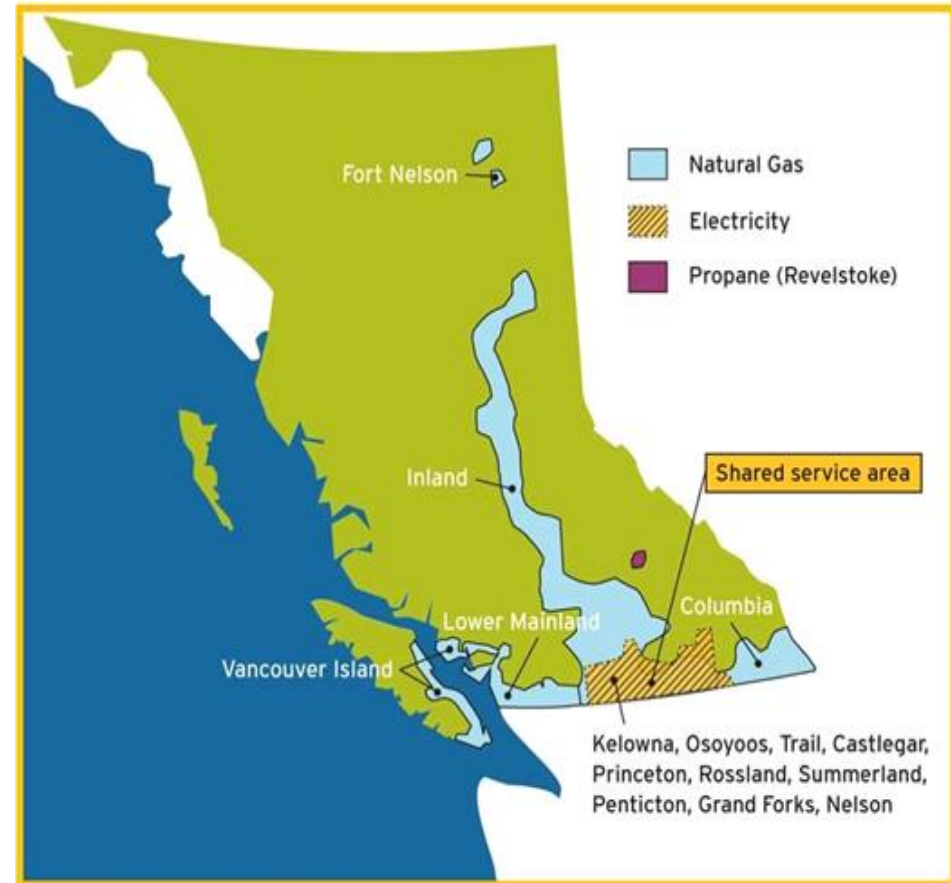 Fort Nelson
Natural Gas
Electricity
Propane (Revelstoke)
Inland
Shared service area
Lower Mainland
Columbia
Vancouver Island
Kelowna, Osoyoos, Trail, Castlegar,
Princeton, Rossland, Summerland,
Penticton, Grand Forks, Nelson